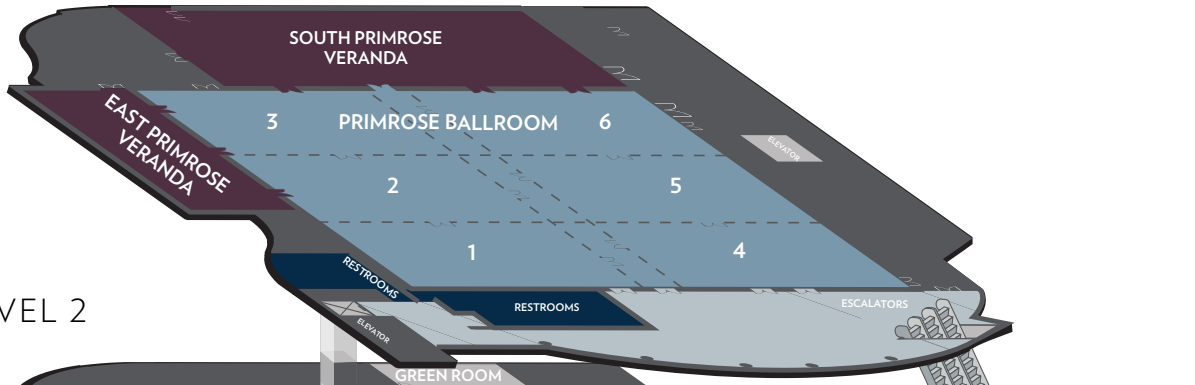 SOUTH PRIMROSE
VERANDA
EAST PRIMROSE
VERANDA
3
PRIMROSE BALLROOM
6
ELEVATOR
2
5
1
4
RESTROOMS
RESTROOMS
ESCALATORS
ELEVATOR
VEL 2
GREEN ROOM